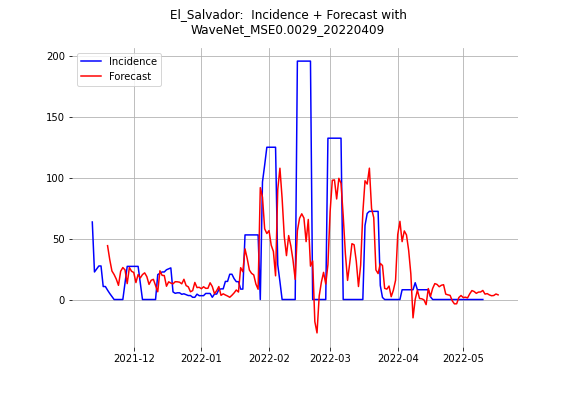 El_Salvador:  Incidence + Forecast with
WaveNet_MSE0.0029_20220409
Incidence
Forecast
200
150
100
50
0
2021-12
2022-01
2022-02
2022-03
2022-04
2022-05